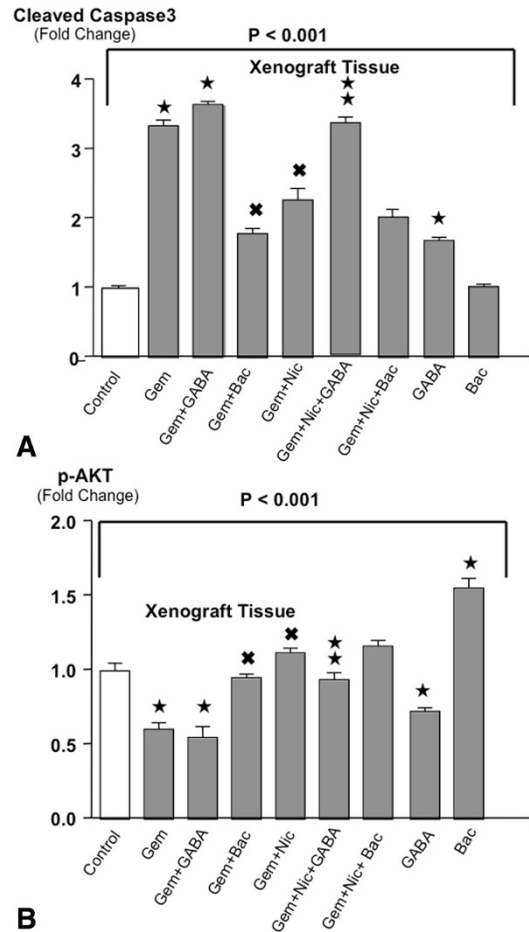 Cleaved Caspase3
(Fold Change)
P < 0.001
Xenograft Tissue
4
3
2
1
0
Control
Gem
Gem+GABA
Gem+Bac
Gem+Nic
Gem+Nic+GABA
Gem+Nic+Bac
GABA
Bac
A
p-AKT
(Fold Change)
P < 0.001
2.0
1.5
Xenograft Tissue
1.0
0.5
0.0
Control
Gem
Gem+GABA
Gem+Bac
Gem+Nic
Gem+Nic+GABA
Gem+Nic+ Bac
GABA
Bac
B